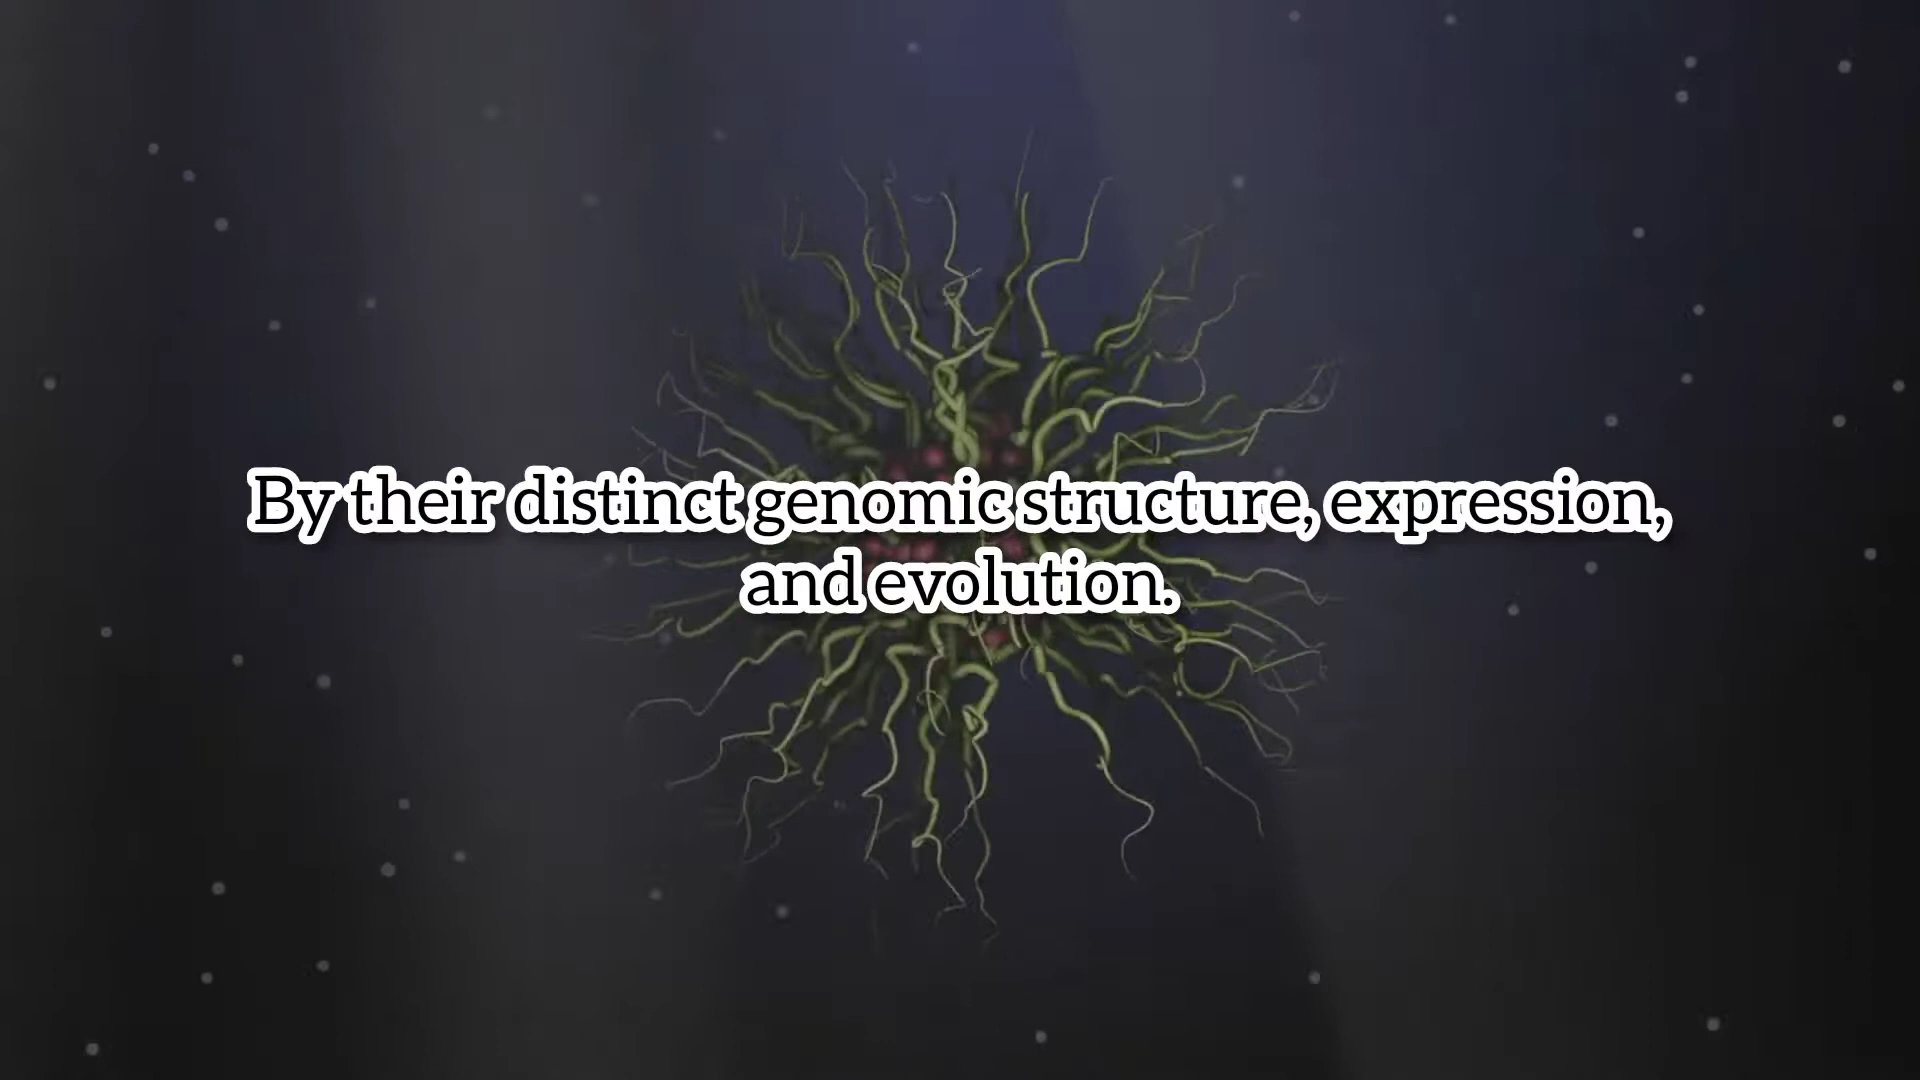 By their distinct genomic structure, expression,
and evolution.